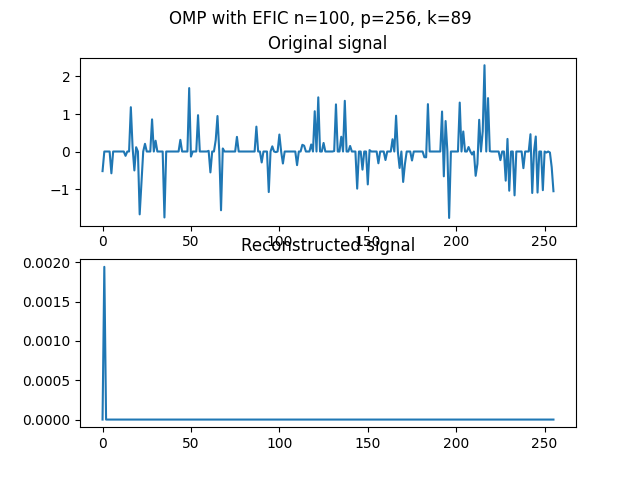 OMP with EFIC n=100, p=256, k=89
Original signal
2
1
0
−1
0 50 100 150 200 250
Reconstructed signal
0.0020
0.0015
0.0010
0.0005
0.0000
0 50 100 150 200 250